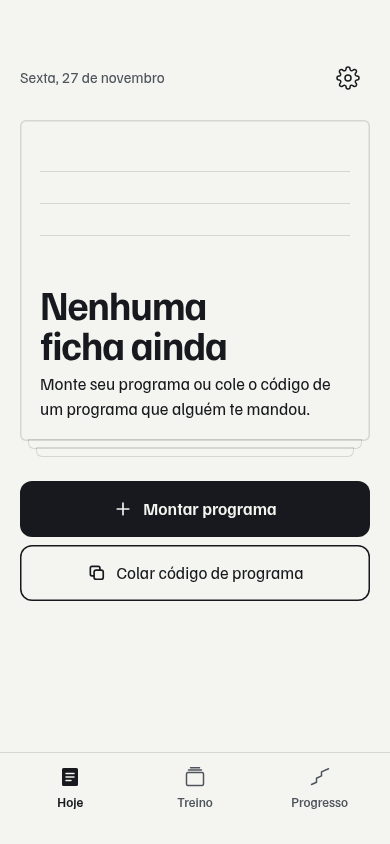 Sexta, 27 de novembro
Nenhuma
ficha ainda
Monte seu programa ou cole o código de
um programa que alguém te mandou.
Montar programa
Colar código de programa
Hoje
Treino
Progresso